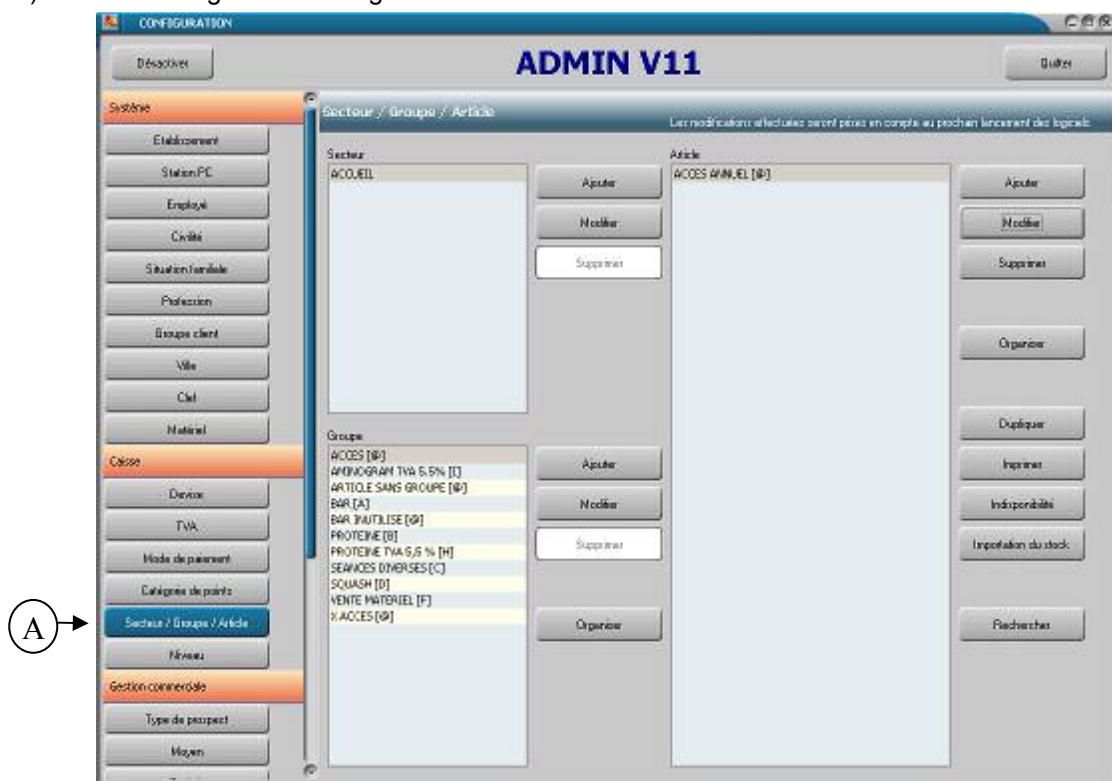 CONFIGURATION
Désactiver
ADMIN V11
Quitter
Système
Etablissement
Station PC
Employé
Civilité
Situation familiale
Profession
Groupe client
Ville
Clef
Matériel
Caisse
Devise
TVA
Mode de paiement
Catégorie de points
A
Secteur / Groupe / Article
Niveau
Gestion commerciale
Type de prospect
Moyen
Secteur / Groupe / Article
Les modifications effectuées seront prises en compte au prochain lancement des logiciels
Secteur
ACCUEIL
Ajouter
Modifier
Supprimer
Groupe
ACCES [@]
AMINOGRAM TVA 5.5% [I]
ARTICLE SANS GROUPE [@]
BAR [A]
BAR INUTILISE [@]
PROTEINE [B]
PROTEINE TVA 5,5 % [H]
SEANCES DIVERSES [C]
SQUASH [D]
VENTE MATERIEL [F]
X ACCES [@]
Ajouter
Modifier
Supprimer
Organiser
Article
ACCES ANNUEL [@]
Ajouter
Modifier
Supprimer
Organiser
Dupliquer
Imprimer
Indisponibilité
Importation du stock
Rechercher